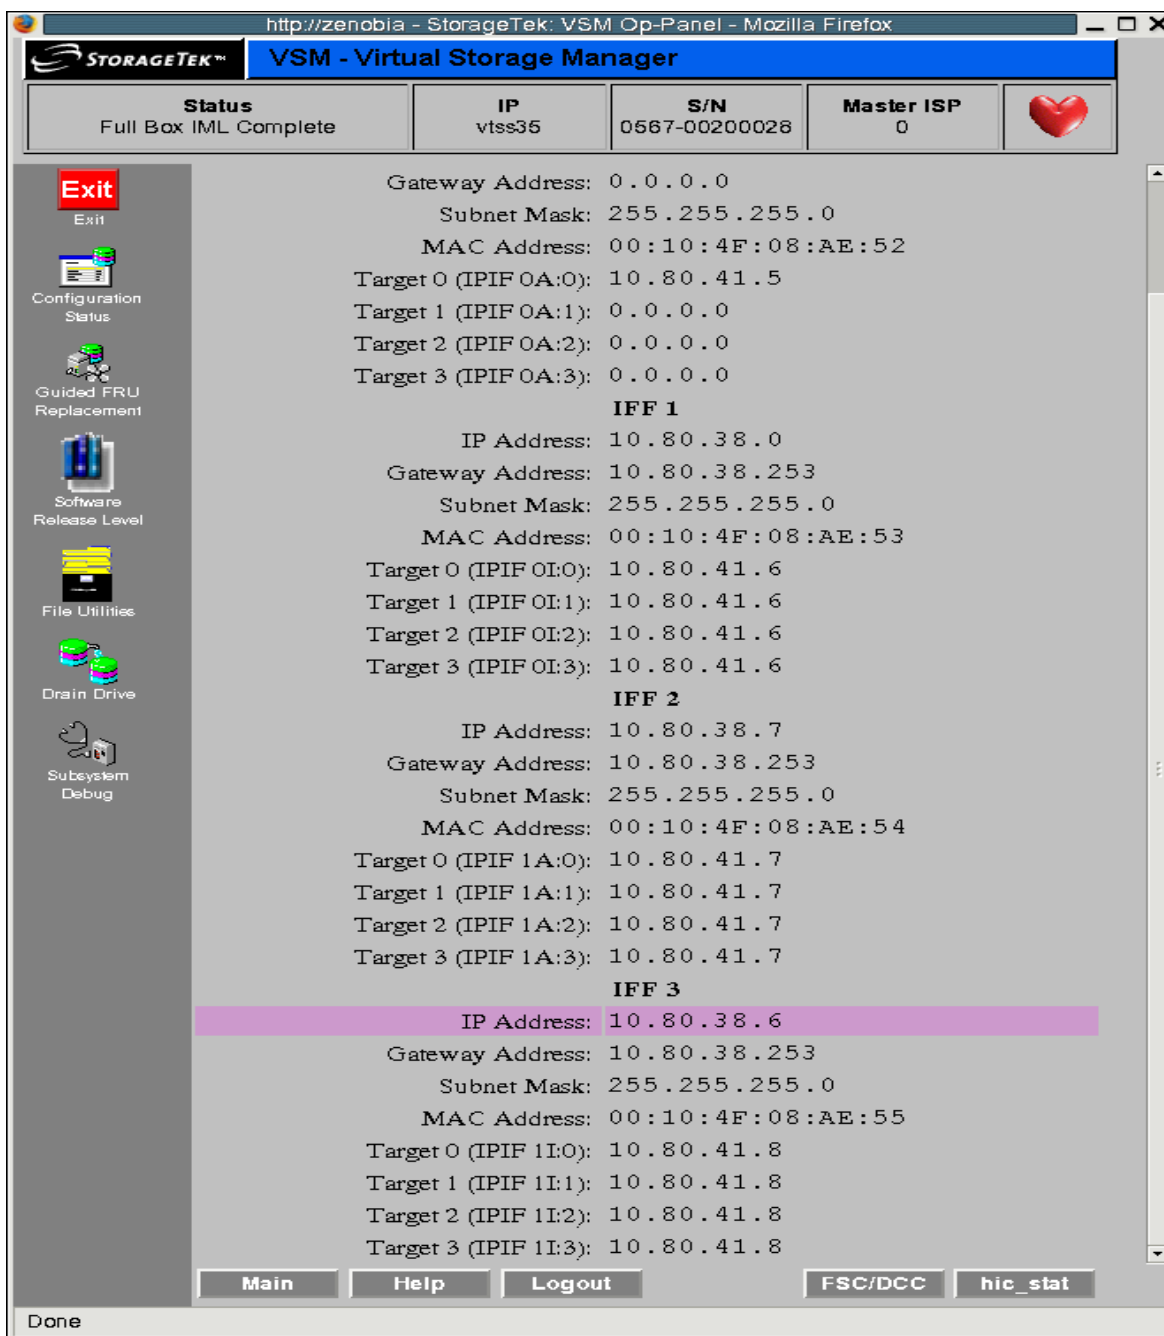 http://zenobia - StorageTek: VSM Op-Panel - Mozilla Firefox
STORAGETEK™ VSM - Virtual Storage Manager
Status IP S/N Master ISP
Full Box IML Complete vtss35 0567-00200028 0
Exit
Exit
Configuration
Status
Guided FRU
Replacement
Software
Release Level
File Utilities
Drain Drive
Subsystem
Debug
Gateway Address: 0.0.0.0
Subnet Mask: 255.255.255.0
MAC Address: 00:10:4F:08:AE:52
Target 0 (IPIF 0A:0): 10.80.41.5
Target 1 (IPIF 0A:1): 0.0.0.0
Target 2 (IPIF 0A:2): 0.0.0.0
Target 3 (IPIF 0A:3): 0.0.0.0
IFF 1
IP Address: 10.80.38.0
Gateway Address: 10.80.38.253
Subnet Mask: 255.255.255.0
MAC Address: 00:10:4F:08:AE:53
Target 0 (IPIF 0I:0): 10.80.41.6
Target 1 (IPIF 0I:1): 10.80.41.6
Target 2 (IPIF 0I:2): 10.80.41.6
Target 3 (IPIF 0I:3): 10.80.41.6
IFF 2
IP Address: 10.80.38.7
Gateway Address: 10.80.38.253
Subnet Mask: 255.255.255.0
MAC Address: 00:10:4F:08:AE:54
Target 0 (IPIF 1A:0): 10.80.41.7
Target 1 (IPIF 1A:1): 10.80.41.7
Target 2 (IPIF 1A:2): 10.80.41.7
Target 3 (IPIF 1A:3): 10.80.41.7
IFF 3
IP Address: 10.80.38.6
Gateway Address: 10.80.38.253
Subnet Mask: 255.255.255.0
MAC Address: 00:10:4F:08:AE:55
Target 0 (IPIF 1I:0): 10.80.41.8
Target 1 (IPIF 1I:1): 10.80.41.8
Target 2 (IPIF 1I:2): 10.80.41.8
Target 3 (IPIF 1I:3): 10.80.41.8
Main Help Logout FSC/DCC hic_stat
Done